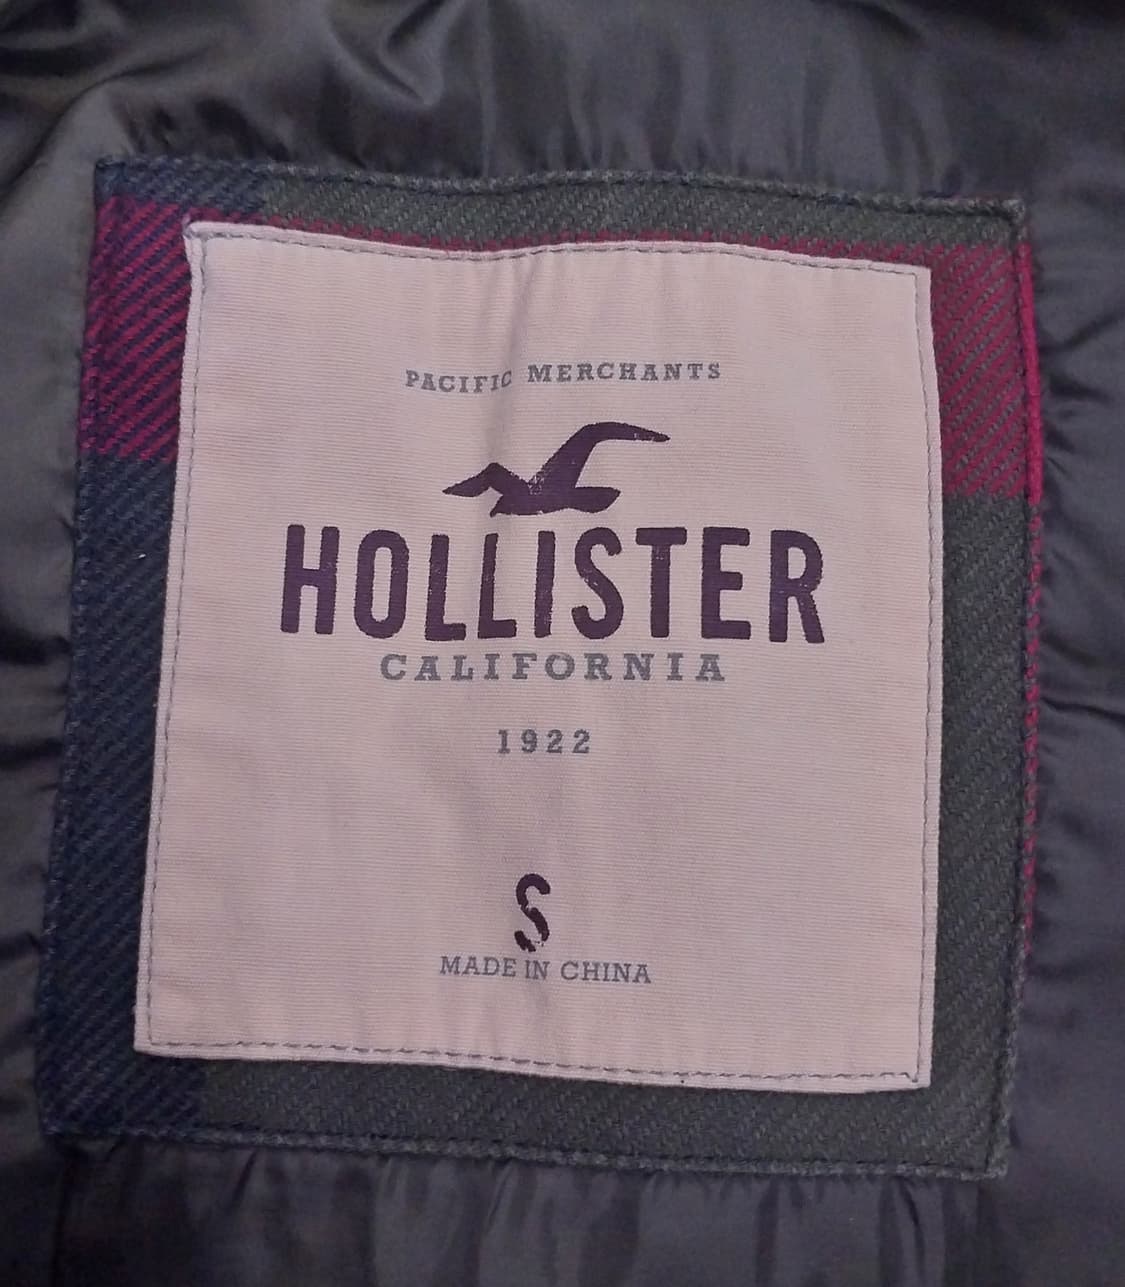 PACIFIC MERCHANTS
HOLLISTER
CALIFORNIA
1922
S
MADE IN CHINA